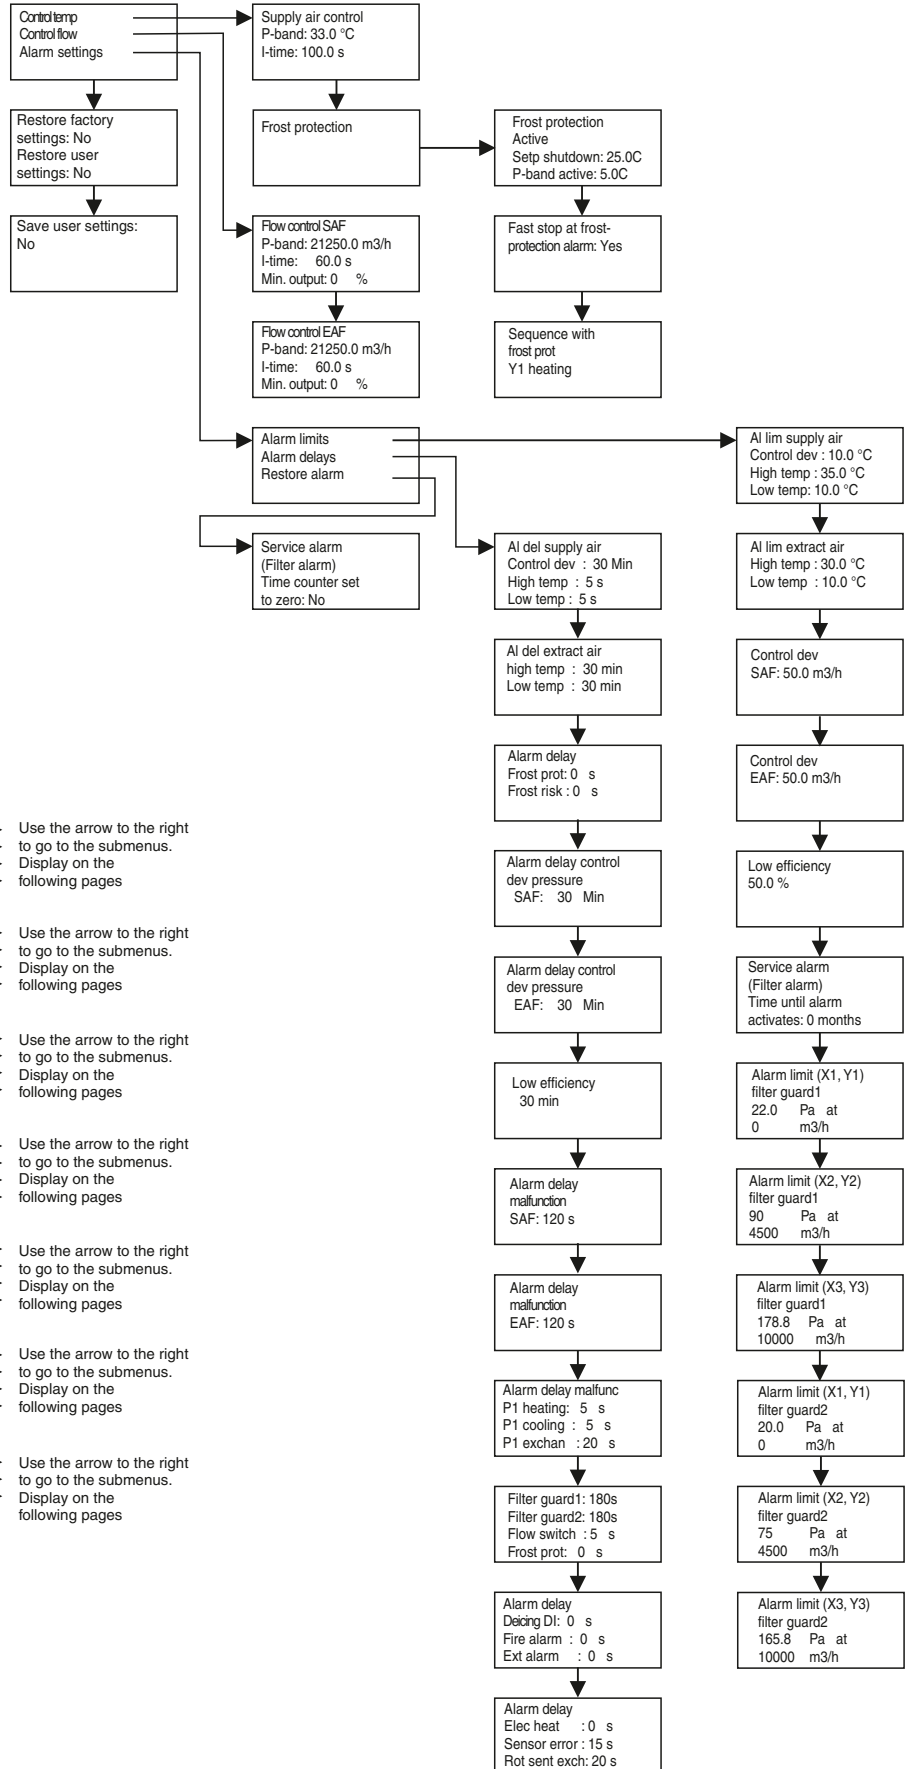 Control temp
Control flow
Alarm settings
Supply air control
P-band: 33.0 °C
I-time: 100.0 s
Restore factory
settings: No
Restore user
settings: No
Frost protection
Frost protection
Active
Setp shutdown: 25.0C
P-band active: 5.0C
Save user settings:
No
Flow control SAF
P-band: 21250.0 m3/h
I-time: 60.0 s
Min. output: 0 %
Fast stop at frost-
protection alarm: Yes
Flow control EAF
P-band: 21250.0 m3/h
I-time: 60.0 s
Min. output: 0 %
Sequence with
frost prot
Y1 heating
Alarm limits
Alarm delays
Restore alarm
Service alarm
(Filter alarm)
Time counter set
to zero: No
Al del supply air
Control dev : 30 Min
High temp : 5 s
Low temp : 5 s
Al del extract air
high temp : 30 min
Low temp : 30 min
Alarm delay
Frost prot: 0 s
Frost risk : 0 s
Alarm delay control
dev pressure
SAF: 30 Min
Alarm delay control
dev pressure
EAF: 30 Min
Low efficiency
30 min
Alarm delay
malfunction
SAF: 120 s
Alarm delay
malfunction
EAF: 120 s
Alarm delay malfunc
P1 heating: 5 s
P1 cooling: 5 s
P1 exchan : 20 s
Filter guard1: 180s
Filter guard2: 180s
Flow switch : 5 s
Frost prot: 0 s
Alarm delay
Deicing DI: 0 s
Fire alarm : 0 s
Ext alarm : 0 s
Alarm delay
Elec heat : 0 s
Sensor error : 15 s
Rot sent exch: 20 s
Al lim supply air
Control dev : 10.0 °C
High temp : 35.0 °C
Low temp: 10.0 °C
Al lim extract air
High temp : 30.0 °C
Low temp : 10.0 °C
Control dev
SAF: 50.0 m3/h
Control dev
EAF: 50.0 m3/h
Low efficiency
50.0 %
Service alarm
(Filter alarm)
Time until alarm
activates: 0 months
Alarm limit (X1, Y1)
filter guard1
22.0 Pa at
0 m3/h
Alarm limit (X2, Y2)
filter guard1
90 Pa at
4500 m3/h
Alarm limit (X3, Y3)
filter guard1
178.8 Pa at
10000 m3/h
Alarm limit (X1, Y1)
filter guard2
20.0 Pa at
0 m3/h
Alarm limit (X2, Y2)
filter guard2
75 Pa at
4500 m3/h
Alarm limit (X3, Y3)
filter guard2
165.8 Pa at
10000 m3/h
- Use the arrow to the right
- to go to the submenus.
- Display on the
- following pages
- Use the arrow to the right
- to go to the submenus.
- Display on the
- following pages
- Use the arrow to the right
- to go to the submenus.
- Display on the
- following pages
- Use the arrow to the right
- to go to the submenus.
- Display on the
- following pages
- Use the arrow to the right
- to go to the submenus.
- Display on the
- following pages
- Use the arrow to the right
- to go to the submenus.
- Display on the
- following pages
- Use the arrow to the right
- to go to the submenus.
- Display on the
following pages